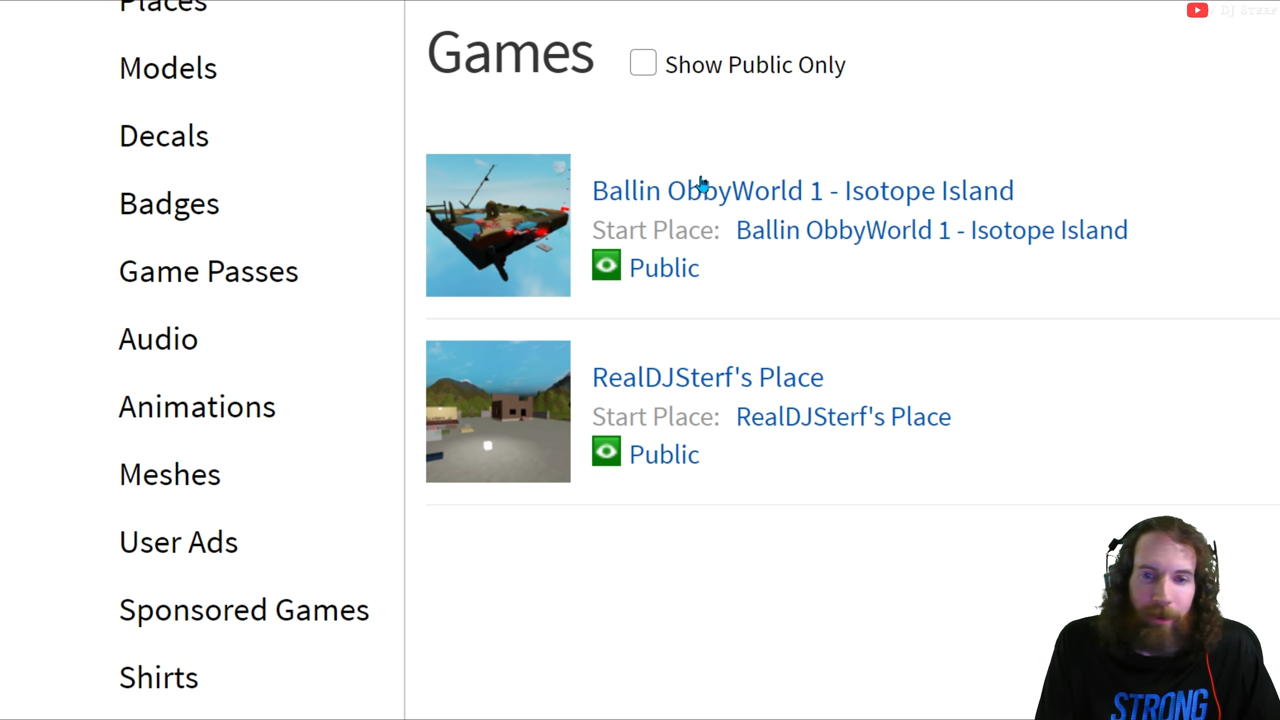 Places
Models
Decals
Badges
Game Passes
Audio
Animations
Meshes
User Ads
Sponsored Games
Shirts
Games
Show Public Only
Ballin ObbyWorld 1 - Isotope Island
Start Place: Ballin ObbyWorld 1 - Isotope Island
Public
RealDJSterf's Place
Start Place: RealDJSterf's Place
Public
DJ Sterf
STRONG